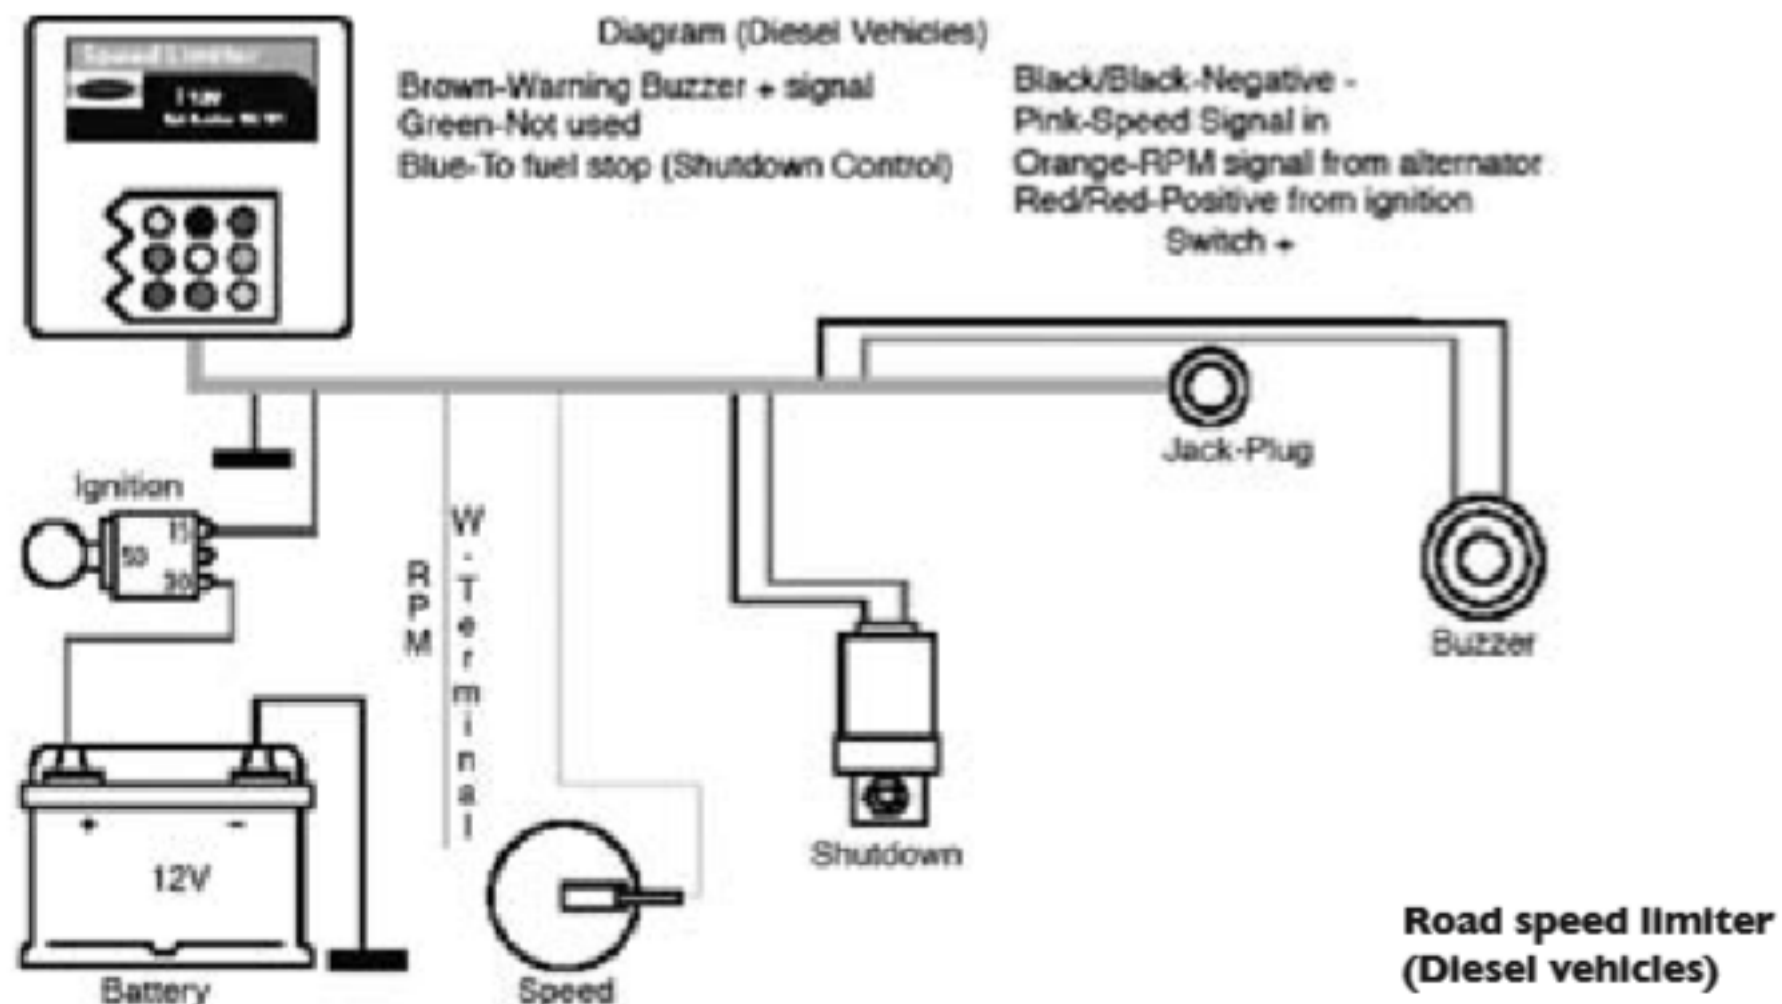 Speed Limiter
12V
Diagram (Diesel Vehicles)
Brown-Warning Buzzer + signal
Green-Not used
Blue-To fuel stop (Shutdown Control)
Black/Black-Negative -
Pink-Speed Signal in
Orange-RPM signal from alternator
Red/Red-Positive from ignition
Switch +
Jack-Plug
Buzzer
Ignition
15
50
30
RPM
W-Terminal
Shutdown
+ -
12V
Battery
Speed
Road speed limiter
(Diesel vehicles)